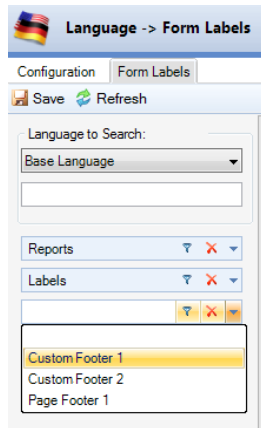 Language -> Form Labels
Configuration Form Labels
Save Refresh
Language to Search:
Base Language
Reports
Labels
Custom Footer 1
Custom Footer 2
Page Footer 1